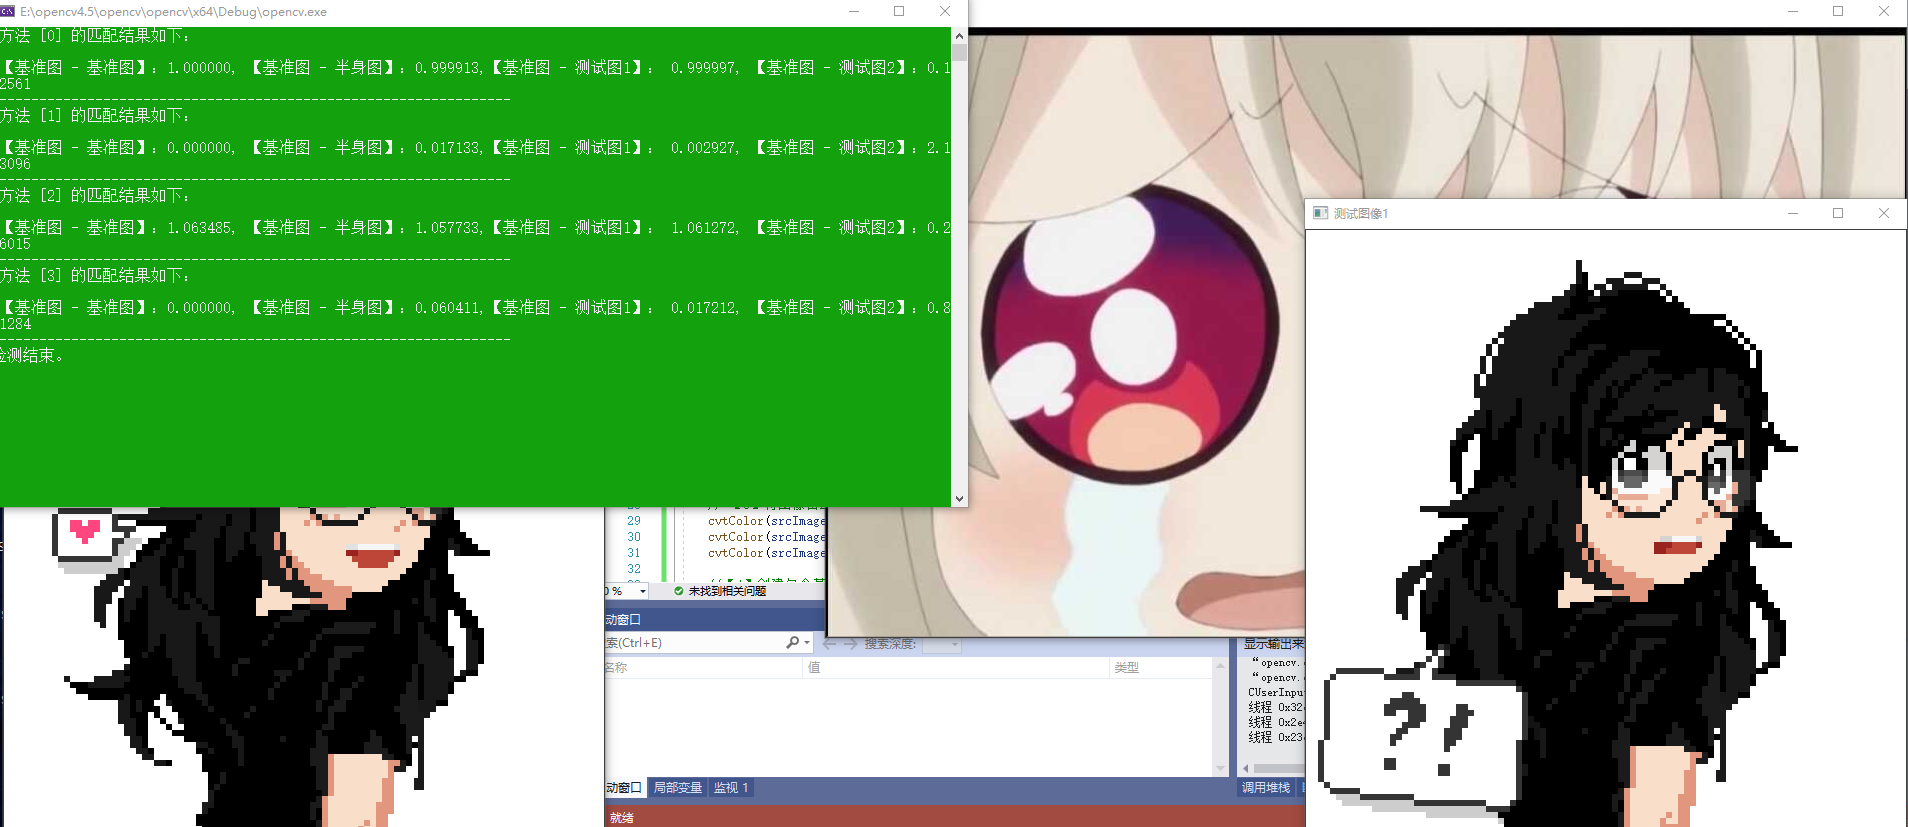 E:\opencv4.5\opencv\opencv\x64\Debug\opencv.exe
方法 [0] 的匹配结果如下:
【基准图 - 基准图】: 1.000000, 【基准图 - 半身图】: 0.999913,【基准图 - 测试图1】: 0.999997, 【基准图 - 测试图2】: 0.1
2561
----------------------------------------------------------------
方法 [1] 的匹配结果如下:
【基准图 - 基准图】: 0.000000, 【基准图 - 半身图】: 0.017133,【基准图 - 测试图1】: 0.002927, 【基准图 - 测试图2】: 2.1
3096
----------------------------------------------------------------
方法 [2] 的匹配结果如下:
【基准图 - 基准图】: 1.063485, 【基准图 - 半身图】: 1.057733,【基准图 - 测试图1】: 1.061272, 【基准图 - 测试图2】: 0.2
6015
----------------------------------------------------------------
方法 [3] 的匹配结果如下:
【基准图 - 基准图】: 0.000000, 【基准图 - 半身图】: 0.060411,【基准图 - 测试图1】: 0.017212, 【基准图 - 测试图2】: 0.8
1284
----------------------------------------------------------------
检测结束。
测试图像1
29 cvtColor(srcImage
30 cvtColor(srcImage
31 cvtColor(srcImage
32
未找到相关问题
动窗口
索(Ctrl+E)
搜索深度:
名称 值 类型
动窗口 局部变量 监视 1
就绪
显示输出来
“opencv.
“opencv.
CUserInpu
线程 0x32
线程 0x2e
线程 0x23
调用堆栈
?!